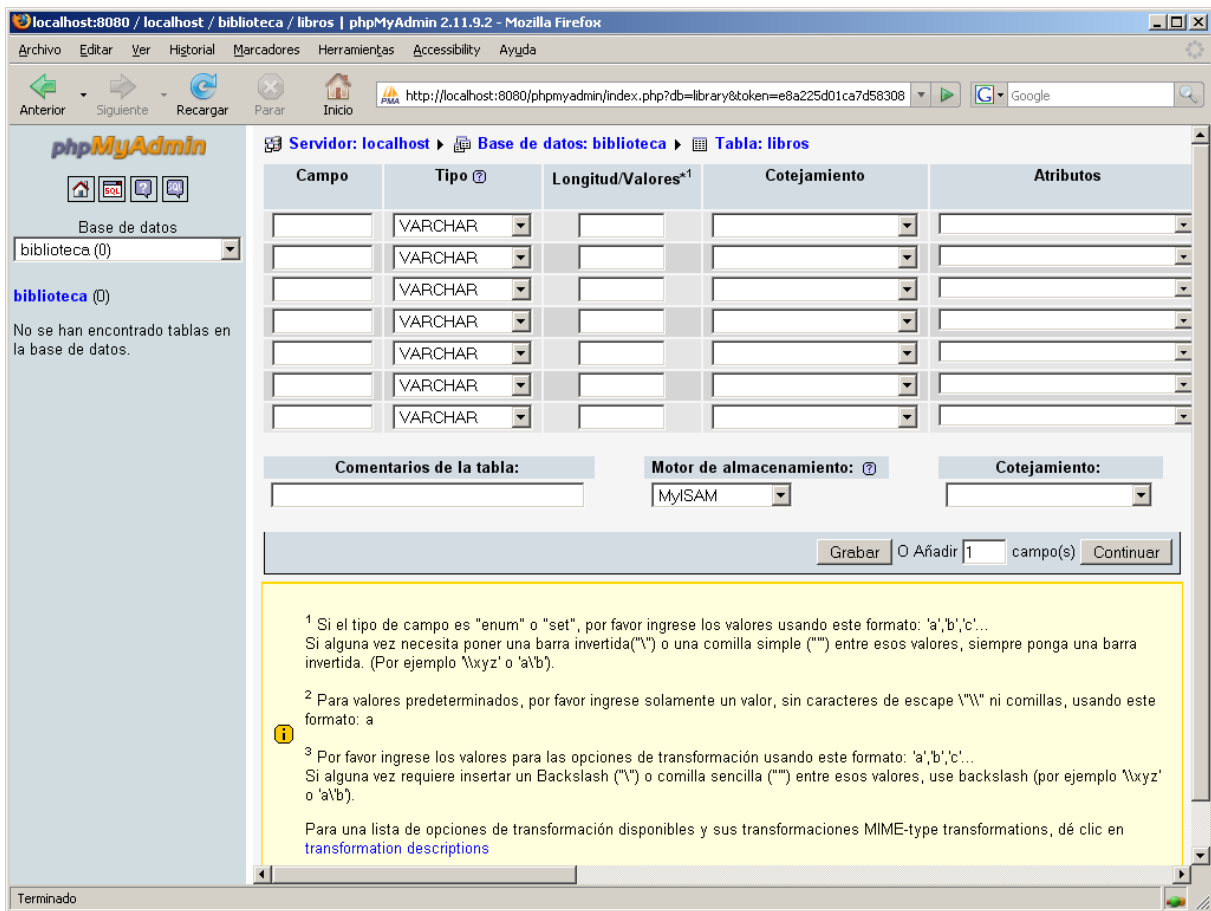 localhost:8080 / localhost / biblioteca / libros | phpMyAdmin 2.11.9.2 - Mozilla Firefox
Archivo Editar Ver Historial Marcadores Herramientas Accessibility Ayuda
Anterior Siguiente Recargar Parar Inicio
PMA http://localhost:8080/phpmyadmin/index.php?db=library&token=e8a225d01ca7d58308 G Google
phpMyAdmin
SQL SQL
Base de datos
biblioteca (0)
biblioteca (0)
No se han encontrado tablas en
la base de datos.
Servidor: localhost Base de datos: biblioteca Tabla: libros
Campo Tipo Longitud/Valores*1 Cotejamiento Atributos
VARCHAR
VARCHAR
VARCHAR
VARCHAR
VARCHAR
VARCHAR
VARCHAR
Comentarios de la tabla: Motor de almacenamiento: Cotejamiento:
MyISAM
Grabar O Añadir 1 campo(s) Continuar
1 Si el tipo de campo es "enum" o "set", por favor ingrese los valores usando este formato: 'a','b','c'...
Si alguna vez necesita poner una barra invertida("\") o una comilla simple ("'") entre esos valores, siempre ponga una barra
invertida. (Por ejemplo '\\xyz' o 'a\'b').
2 Para valores predeterminados, por favor ingrese solamente un valor, sin caracteres de escape \"\\" ni comillas, usando este
formato: a
3 Por favor ingrese los valores para las opciones de transformación usando este formato: 'a','b','c'...
Si alguna vez requiere insertar un Backslash ("\") o comilla sencilla ("'") entre esos valores, use backslash (por ejemplo '\\xyz'
o 'a\'b').
Para una lista de opciones de transformación disponibles y sus transformaciones MIME-type transformations, dé clic en
transformation descriptions
Terminado